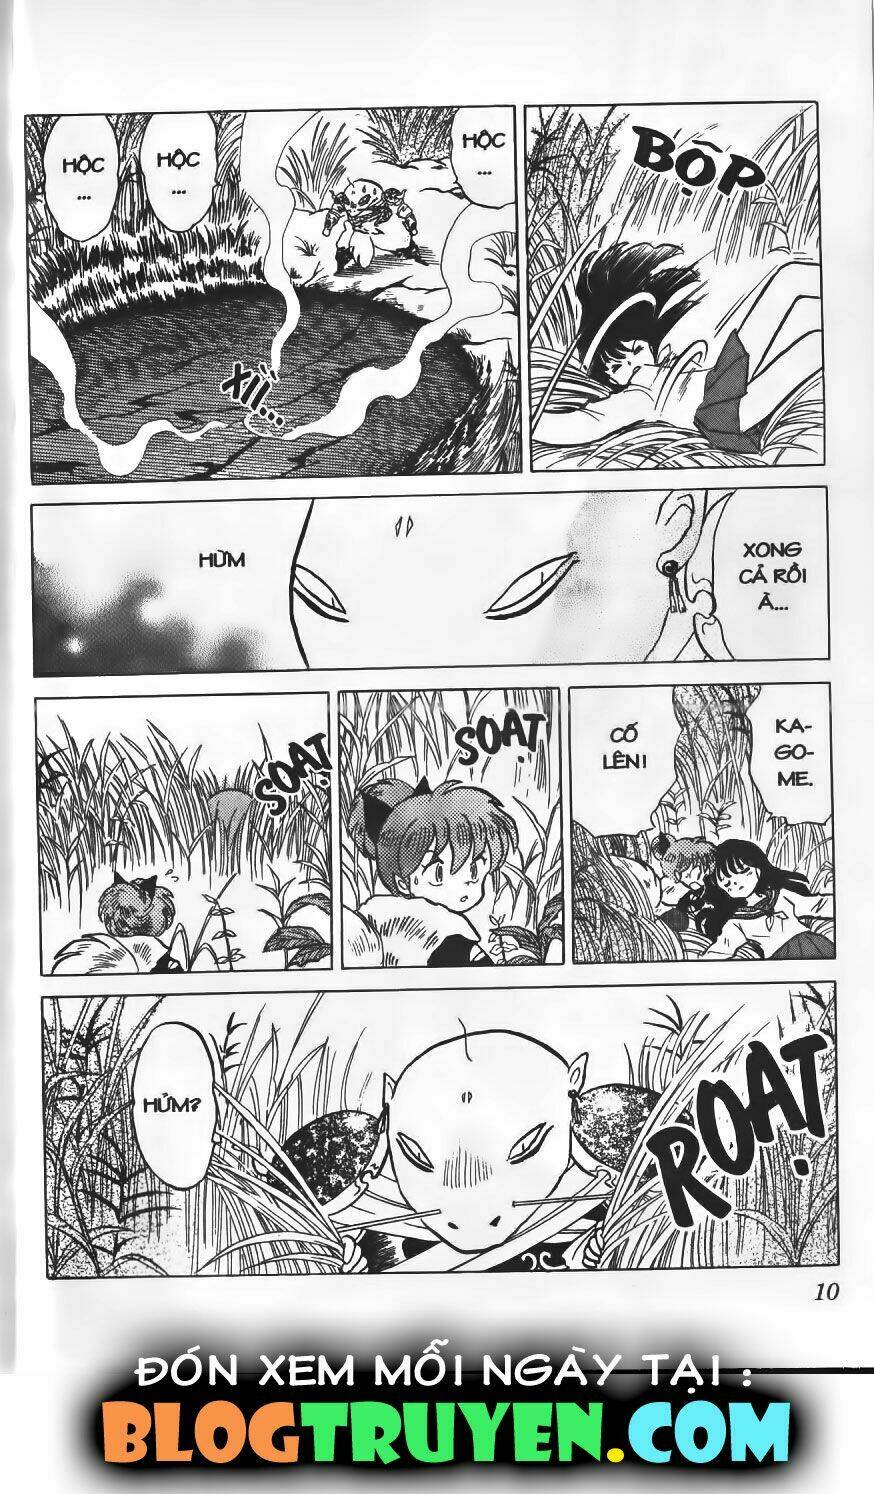 HỘC
...
HỘC
...
HỘC
...
XÌÌ...
BỘP
HỪM
XONG
CẢ RỒI
À...
SOẠT
SOẠT
CỐ
LÊN!
KA-
GO-
ME.
HỬM?
ROẠT
10
ĐÓN XEM MỖI NGÀY TẠI :
BLOGTRUYEN.COM